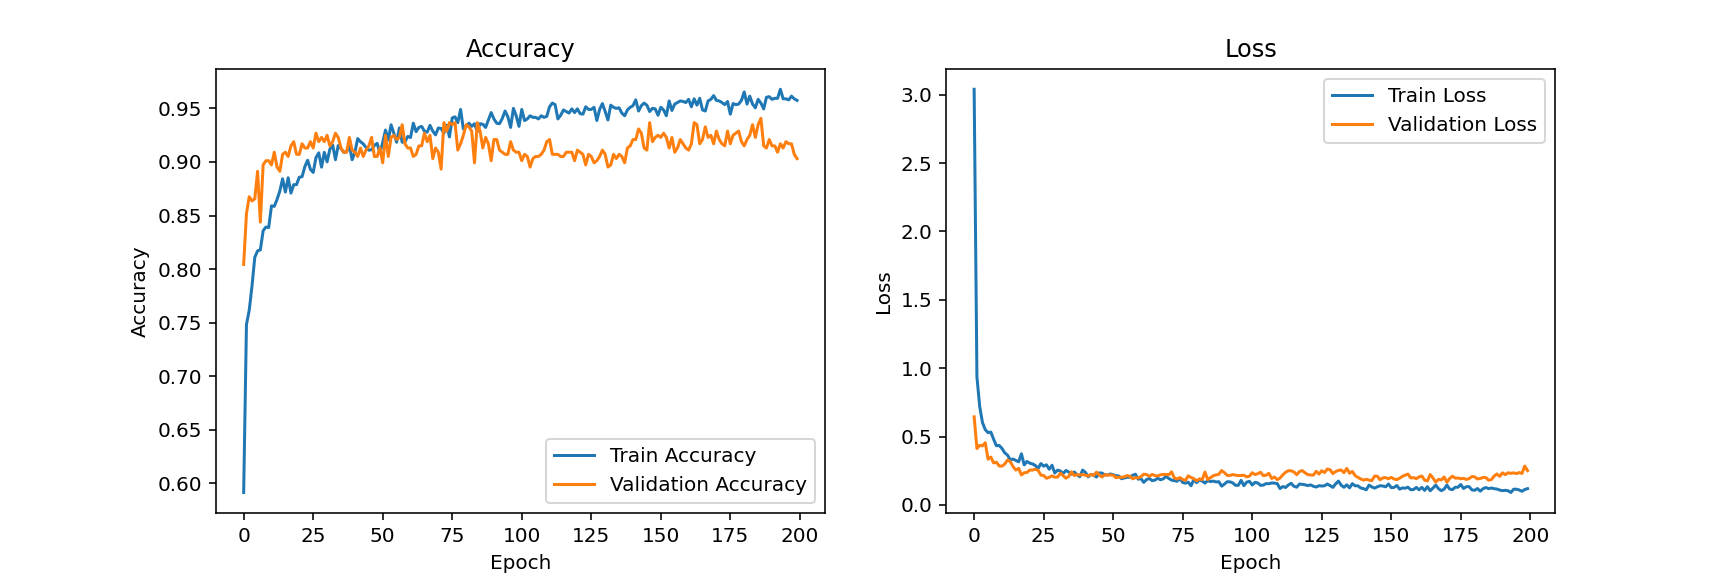 Accuracy
0.95
0.90
0.85
0.80
0.75
0.70
0.65
0.60
Accuracy
Train Accuracy
Validation Accuracy
0 25 50 75 100 125 150 175 200
Epoch
Loss
3.0
2.5
2.0
1.5
1.0
0.5
0.0
Loss
Train Loss
Validation Loss
0 25 50 75 100 125 150 175 200
Epoch